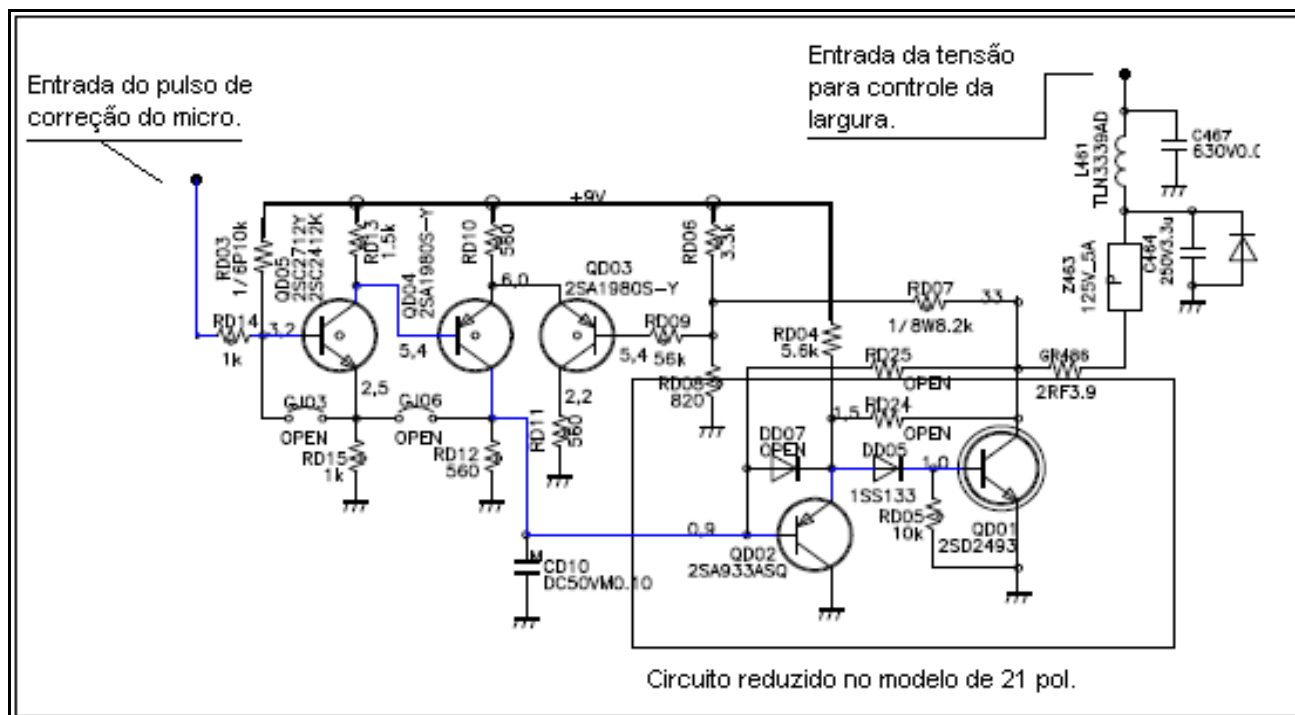 Entrada do pulso de
correção do micro.
Entrada da tensão
para controle da
largura.
L461
TLN3339AD
C467
630V0.0
+9V
RD03
1/6P10k
QD05
2SC2712Y
2SC2412K
RD13
1.5k
QD04
2SA1980S-Y
RD10
560
6,0
QD03
2SA1980S-Y
RD06
3.3k
Z463
125V_5A
P
C464
250V3.3u
RD07
33
1/8W8.2k
RD14
1k
3,2
5,4
5,4
RD09
56k
RD04
5.6k
RD25
OPEN
GR486
2RF3.9
2,5
2,2
RD08
820
GJ03
OPEN
GJ06
OPEN
RD11
560
1,5
RD24
OPEN
DD07
OPEN
DD05
1SS133
1,0
RD15
1k
RD12
560
RD05
10k
QD01
2SD2493
0,9
QD02
2SA933ASQ
M
CD10
DC50VM0.10
Circuito reduzido no modelo de 21 pol.